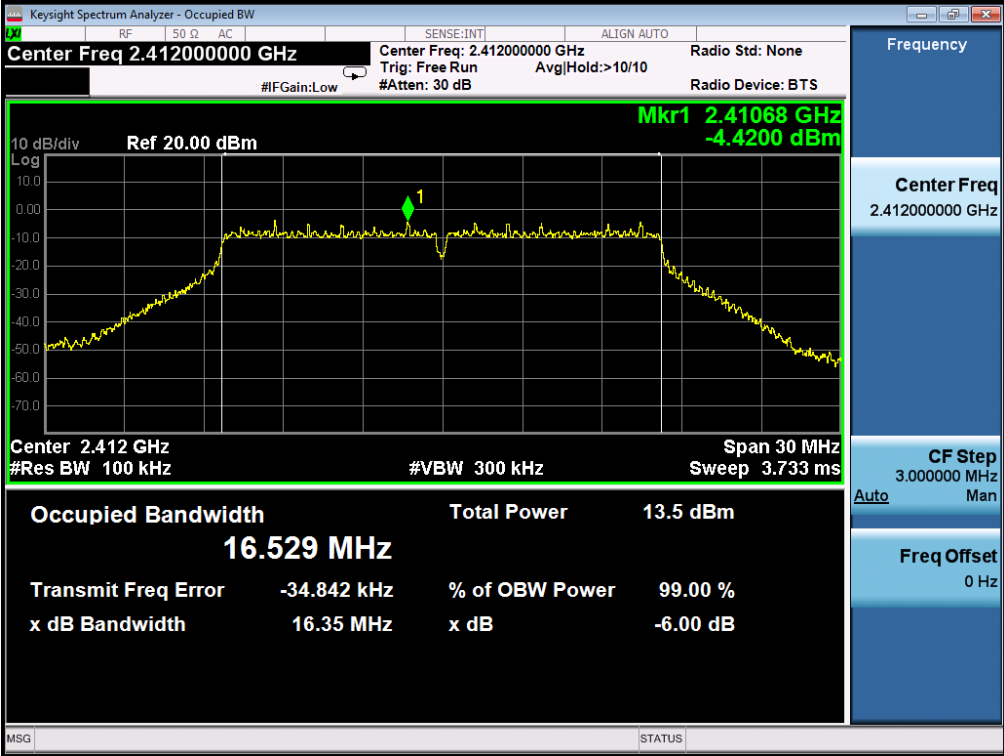 Keysight Spectrum Analyzer - Occupied BW
LXI RF 50 Ω AC SENSE:INT ALIGN AUTO
Center Freq 2.412000000 GHz
Center Freq: 2.412000000 GHz
Radio Std: None
Trig: Free Run Avg|Hold:>10/10
#IFGain:Low
#Atten: 30 dB
Radio Device: BTS
Mkr1 2.41068 GHz
-4.4200 dBm
10 dB/div Ref 20.00 dBm
Log
10.0
0.00
-10.0
-20.0
-30.0
-40.0
-50.0
-60.0
-70.0
1
Center 2.412 GHz Span 30 MHz
#Res BW 100 kHz #VBW 300 kHz Sweep 3.733 ms
Occupied Bandwidth Total Power 13.5 dBm
16.529 MHz
Transmit Freq Error -34.842 kHz % of OBW Power 99.00 %
x dB Bandwidth 16.35 MHz x dB -6.00 dB
Frequency
Center Freq
2.412000000 GHz
CF Step
3.000000 MHz
Auto Man
Freq Offset
0 Hz
MSG STATUS